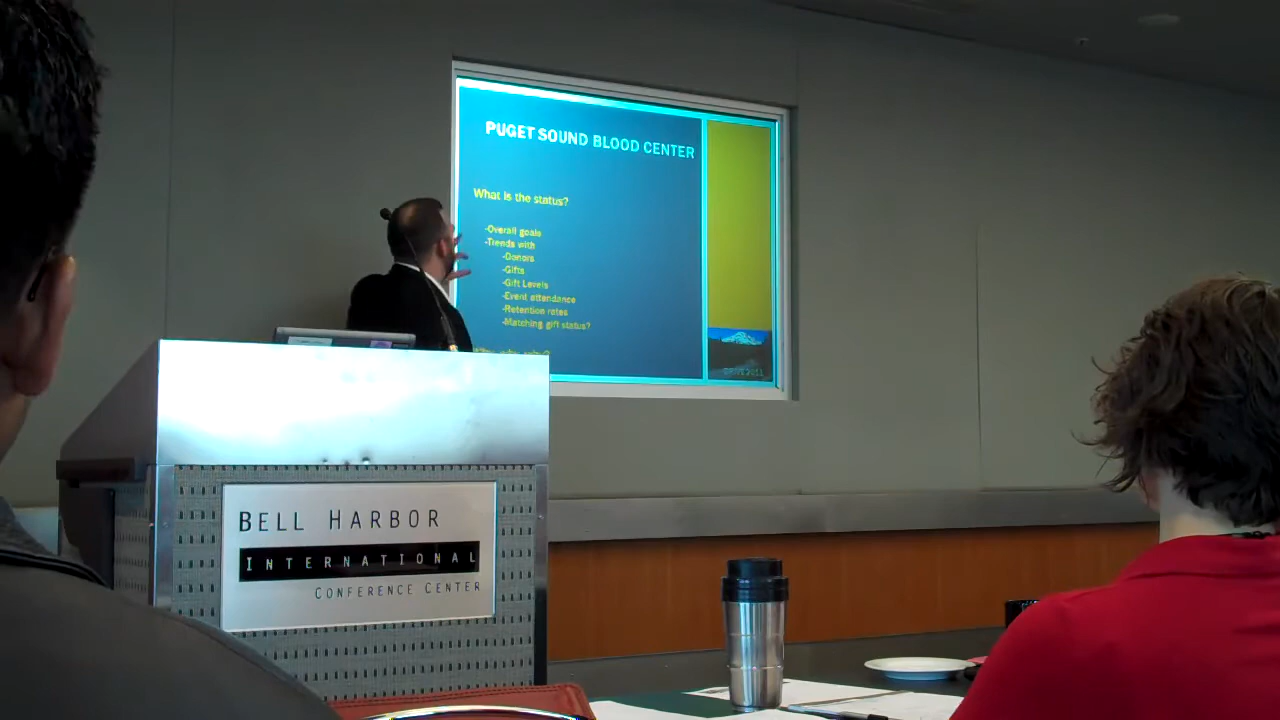 PUGET SOUND BLOOD CENTER
What is the status?
-Overall goals
-Trends with
-Donors
-Gifts
-Gift Levels
-Event attendance
-Retention rates
-Matching gift status?
BELL HARBOR
INTERNATIONAL
CONFERENCE CENTER